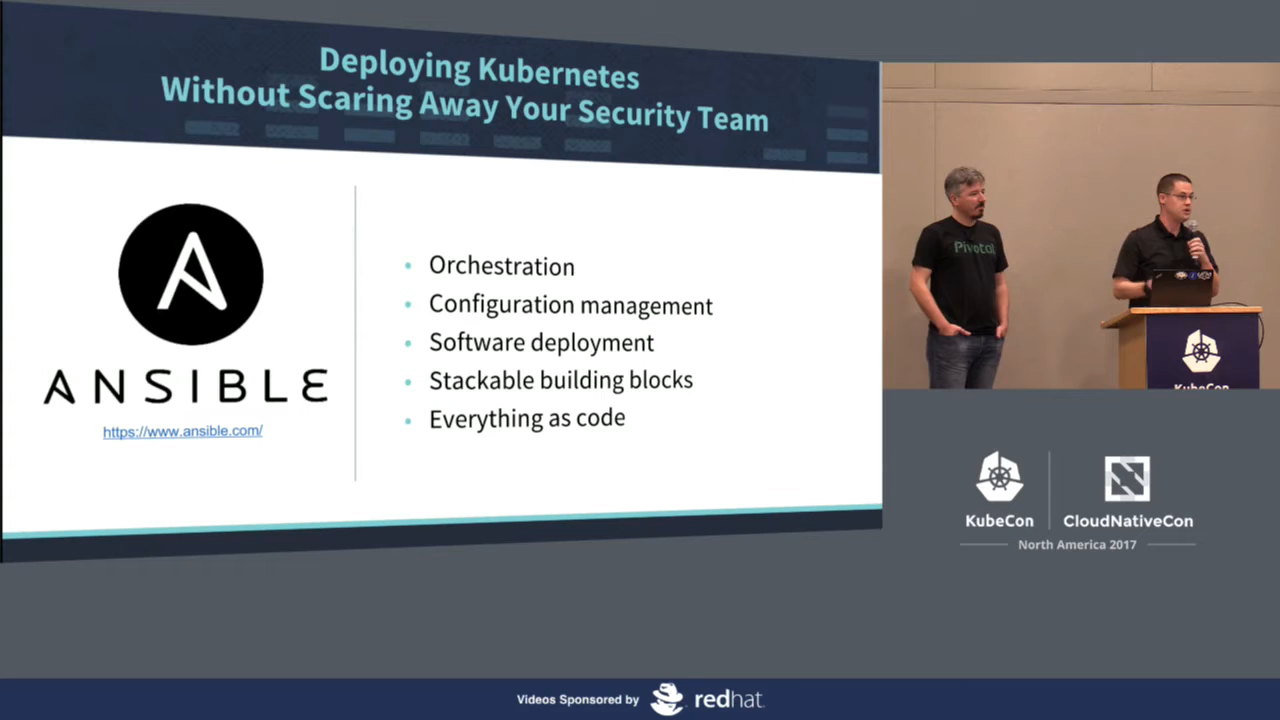 Deploying Kubernetes
Without Scaring Away Your Security Team
ANSIBLE
https://www.ansible.com/
• Orchestration
• Configuration management
• Software deployment
• Stackable building blocks
• Everything as code
Pivotal
KubeCon
KubeCon
CloudNativeCon
North America 2017
Videos Sponsored by
redhat.